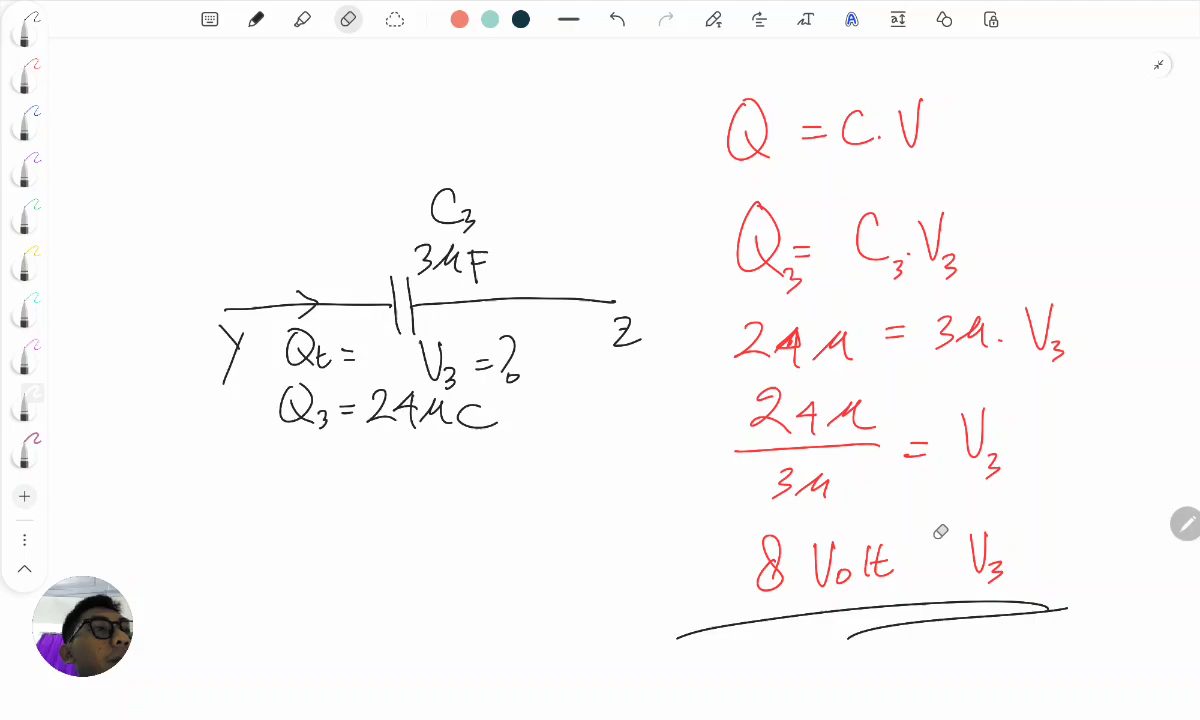 C₃
3μF
Y
Z
Qt =
V₃ = ?
Q₃ = 24μC
Q = C.V
Q₃ = C₃.V₃
24μ = 3μ. V₃
24μ
3μ
= V₃
8 Volt V₃